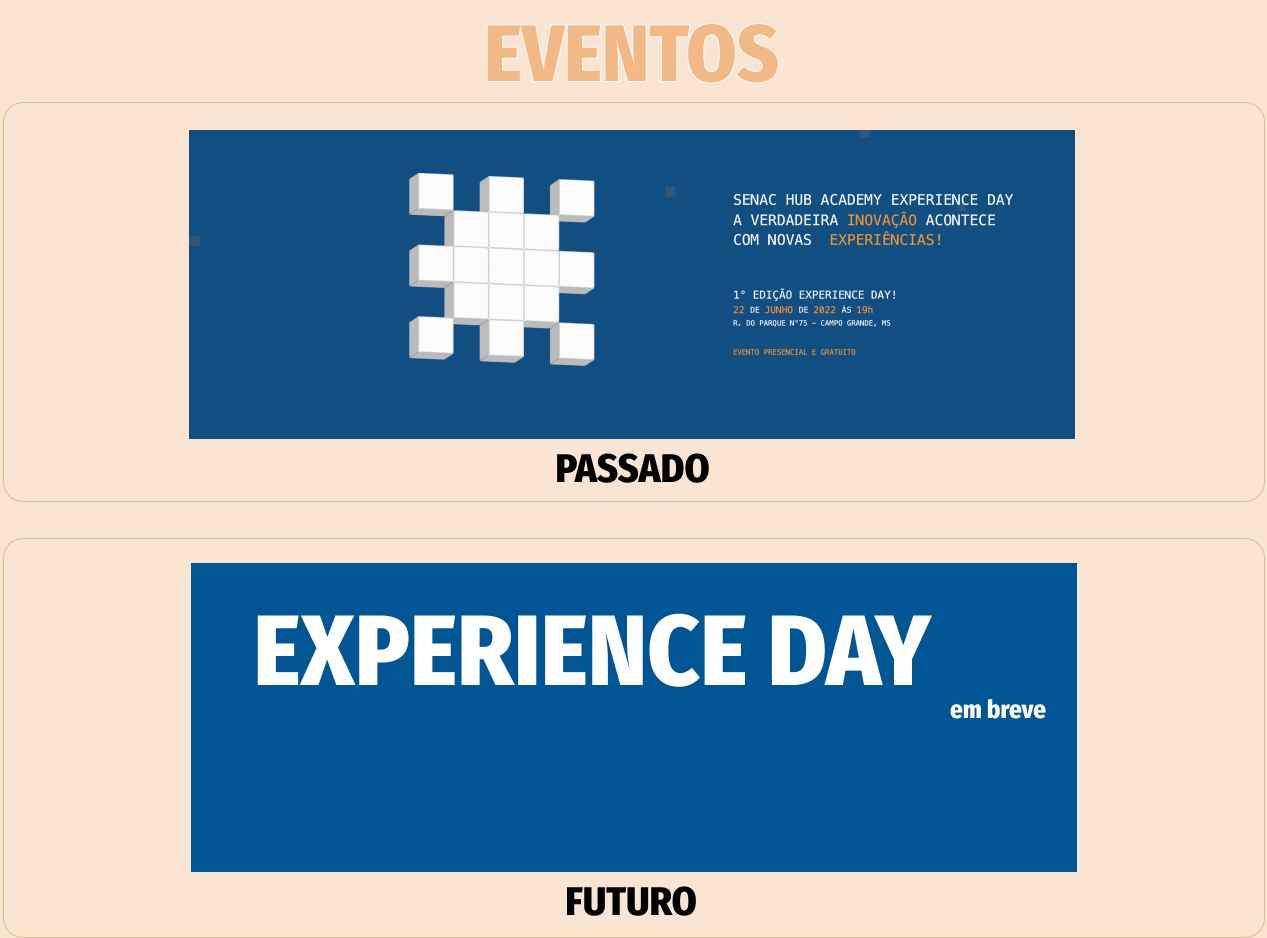 EVENTOS
SENAC HUB ACADEMY EXPERIENCE DAY
A VERDADEIRA INOVAÇÃO ACONTECE
COM NOVAS EXPERIÊNCIAS!
1° EDIÇÃO EXPERIENCE DAY!
22 DE JUNHO DE 2022 ÀS 19h
R. DO PARQUE N°75 – CAMPO GRANDE, MS
EVENTO PRESENCIAL E GRATUITO
PASSADO
EXPERIENCE DAY
em breve
FUTURO